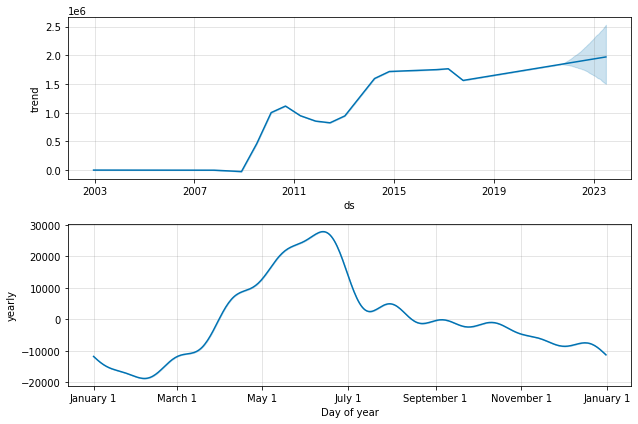 1e6
2.5
2.0
1.5
1.0
0.5
0.0
trend
2003 2007 2011 2015 2019 2023
ds
30000
20000
10000
0
−10000
−20000
yearly
January 1 March 1 May 1 July 1 September 1 November 1 January 1
Day of year